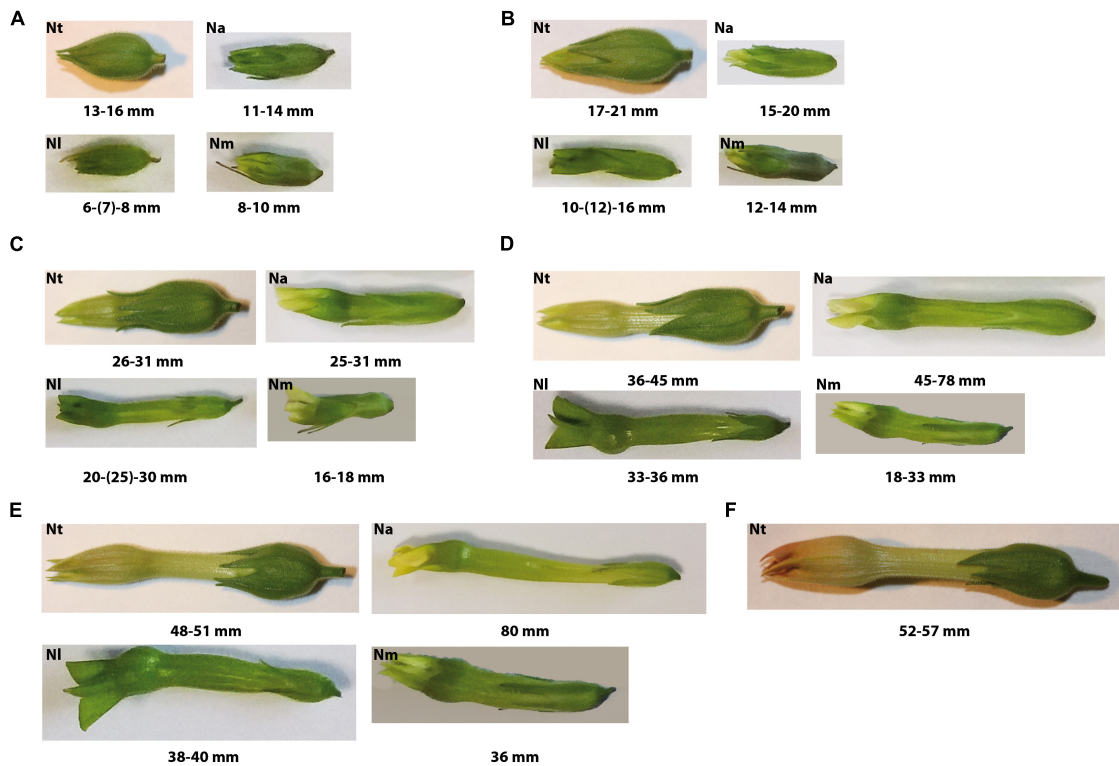 A
B
Nt
Na
Nt
Na
13-16 mm
11-14 mm
17-21 mm
15-20 mm
Nl
Nm
Nl
Nm
6-(7)-8 mm
8-10 mm
10-(12)-16 mm
12-14 mm
C
D
Nt
Na
Nt
Na
26-31 mm
25-31 mm
36-45 mm
45-78 mm
Nl
Nm
Nl
Nm
20-(25)-30 mm
16-18 mm
33-36 mm
18-33 mm
E
F
Nt
Na
Nt
48-51 mm
80 mm
52-57 mm
Nl
Nm
38-40 mm
36 mm